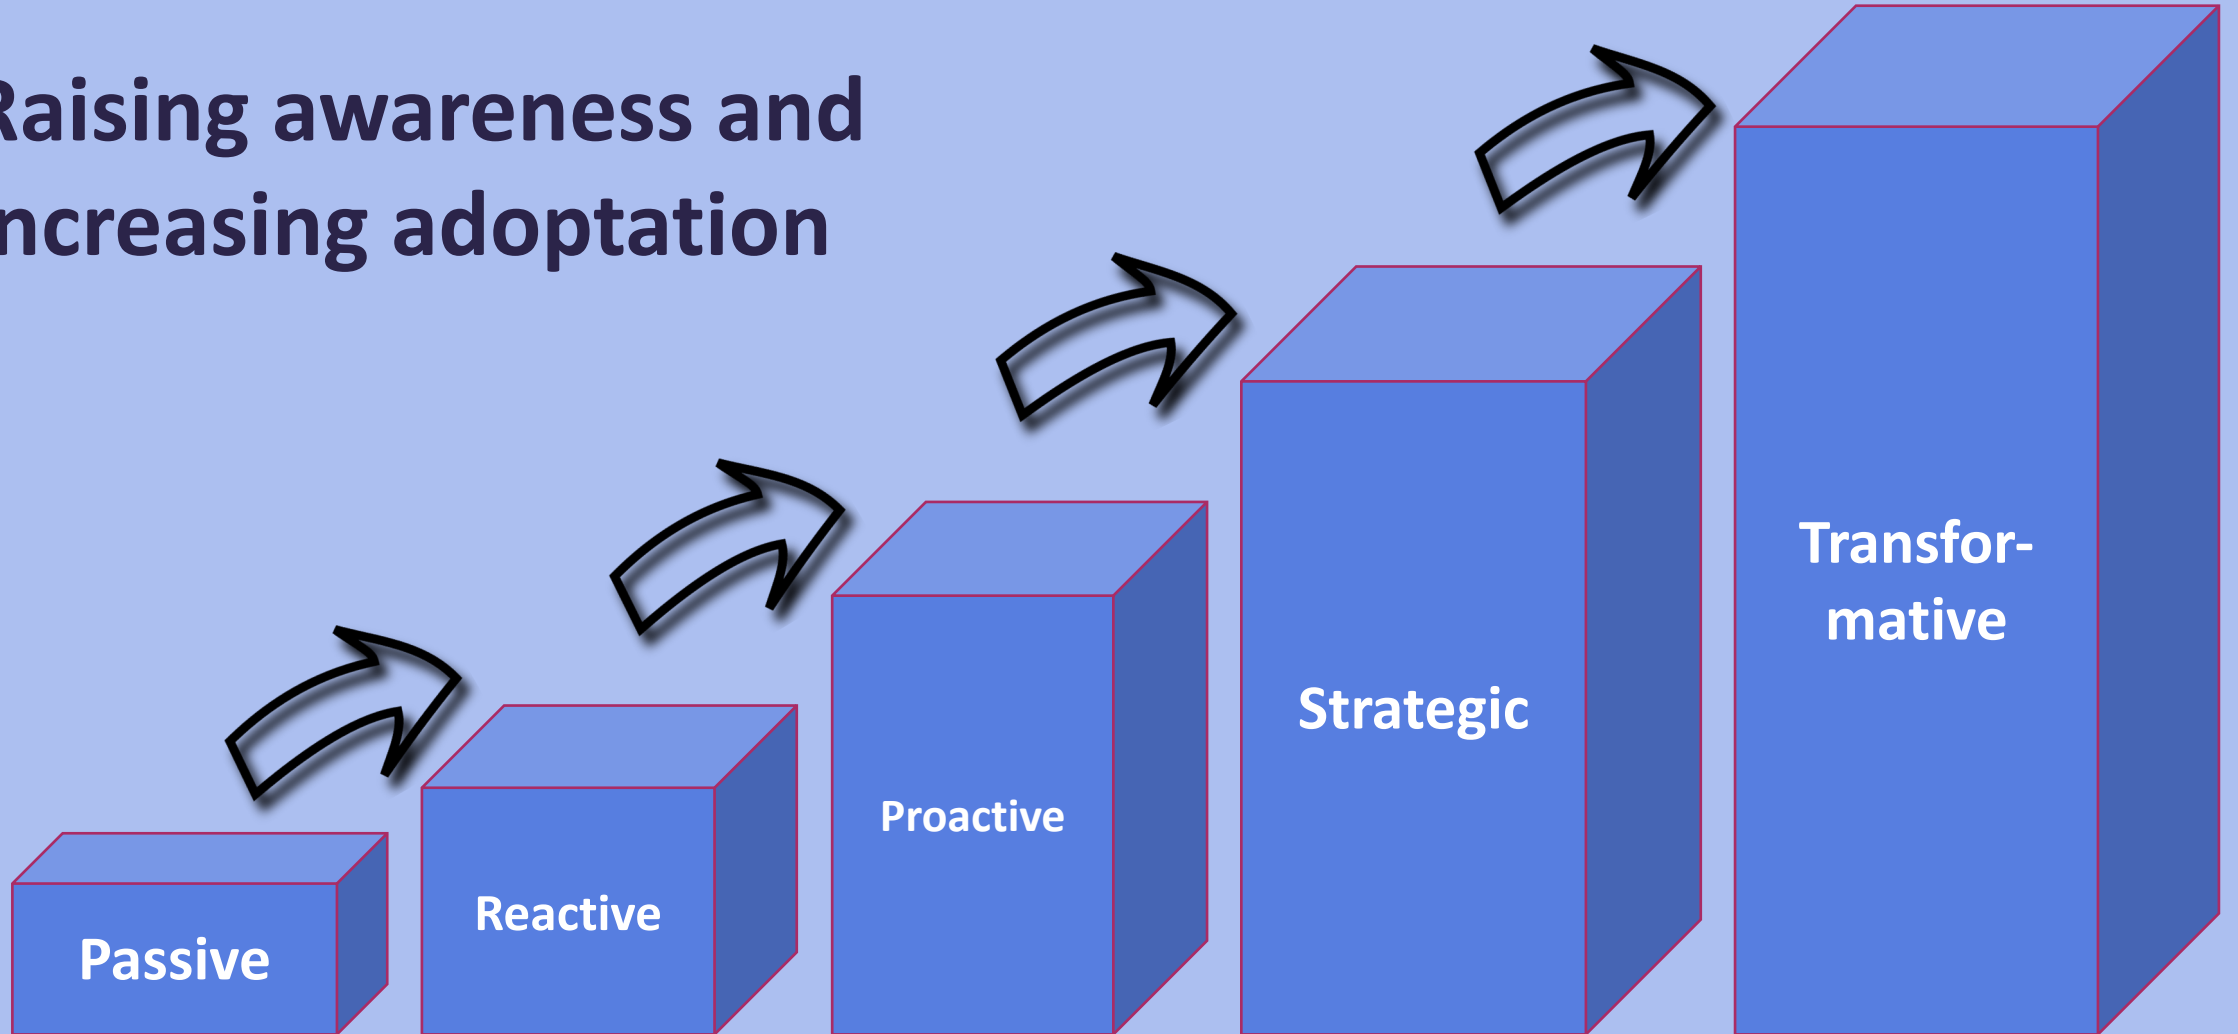 Raising awareness and
ncreasing adoptation
Transfor-
mative
Strategic
Proactive
Reactive
Passive